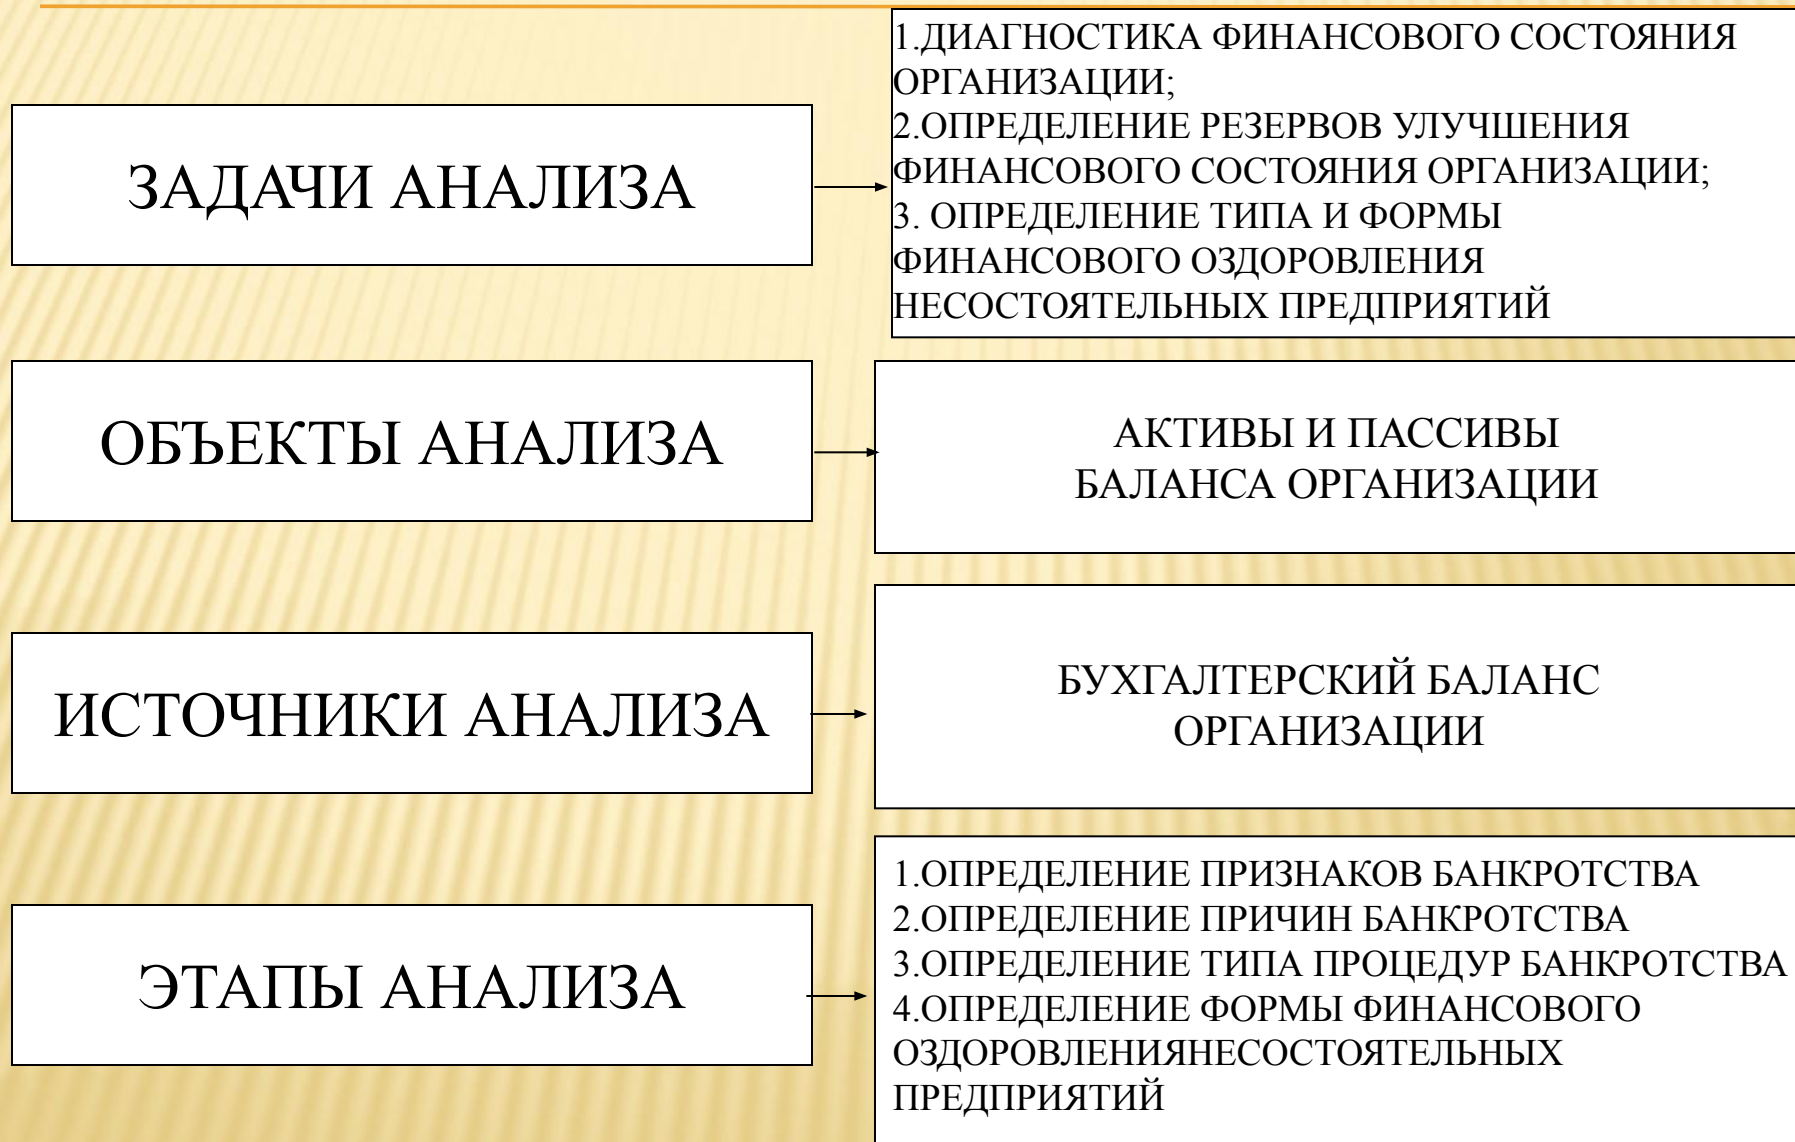 ЗАДАЧИ АНАЛИЗА
1.ДИАГНОСТИКА ФИНАНСОВОГО СОСТОЯНИЯ
ОРГАНИЗАЦИИ;
2.ОПРЕДЕЛЕНИЕ РЕЗЕРВОВ УЛУЧШЕНИЯ
ФИНАНСОВОГО СОСТОЯНИЯ ОРГАНИЗАЦИИ;
3. ОПРЕДЕЛЕНИЕ ТИПА И ФОРМЫ
ФИНАНСОВОГО ОЗДОРОВЛЕНИЯ
НЕСОСТОЯТЕЛЬНЫХ ПРЕДПРИЯТИЙ
ОБЪЕКТЫ АНАЛИЗА
АКТИВЫ И ПАССИВЫ
БАЛАНСА ОРГАНИЗАЦИИ
ИСТОЧНИКИ АНАЛИЗА
БУХГАЛТЕРСКИЙ БАЛАНС
ОРГАНИЗАЦИИ
ЭТАПЫ АНАЛИЗА
1.ОПРЕДЕЛЕНИЕ ПРИЗНАКОВ БАНКРОТСТВА
2.ОПРЕДЕЛЕНИЕ ПРИЧИН БАНКРОТСТВА
3.ОПРЕДЕЛЕНИЕ ТИПА ПРОЦЕДУР БАНКРОТСТВА
4.ОПРЕДЕЛЕНИЕ ФОРМЫ ФИНАНСОВОГО
ОЗДОРОВЛЕНИЯНЕСОСТОЯТЕЛЬНЫХ
ПРЕДПРИЯТИЙ